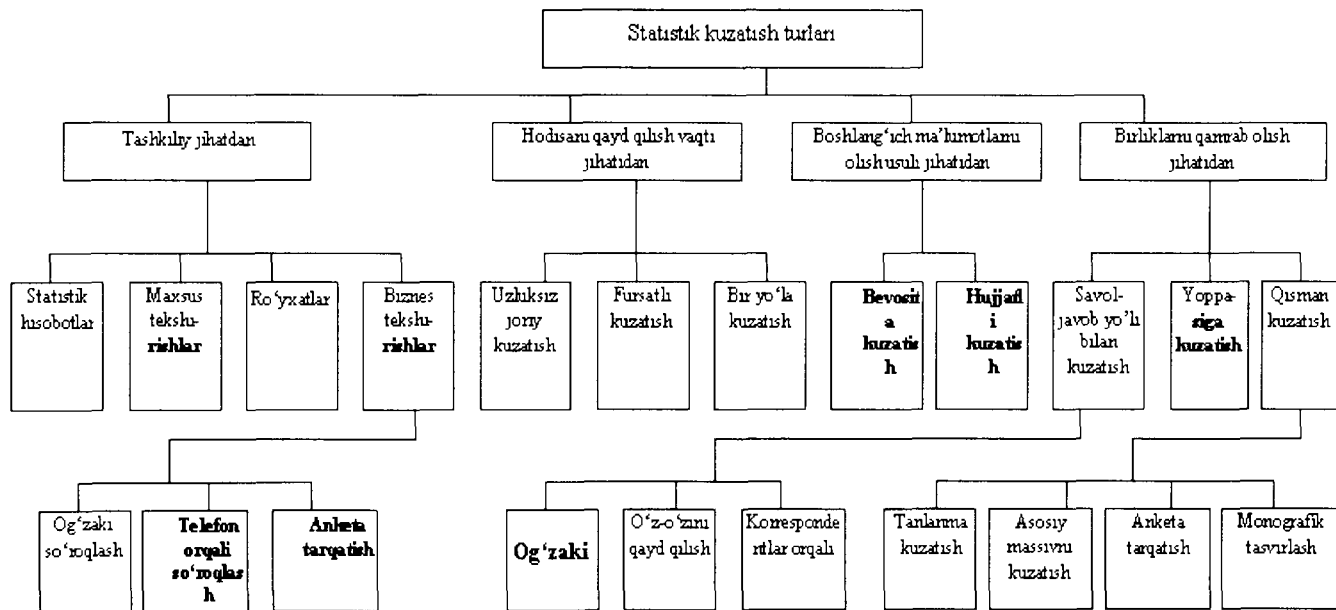 Statistik kuzatish turlari
Tashkiliy jihatdan
Hodisani qayd qilish vaqti
jihatidan
Boshlang‘ich ma’lumotlarni
olish usuli jihatidan
Birliklarni qamrab olish
jihatidan
Statistik
hisobotlar
Maxsus
tekshi-
rishlar
Ro‘yxatlar
Biznes
tekshi-
rishlar
Uzluksiz
joriy
kuzatish
Fursatli
kuzatish
Bir yo‘la
kuzatish
Bevosit
a
kuzatis
h
Hujjatl
i
kuzatis
h
Savol-
javob yo’li
bilan
kuzatish
Yoppa-
siga
kuzatish
Qisman
kuzatish
Og‘zaki
so‘roqlash
Telefon
orqali
so‘roqlas
h
Anketa
tarqatish
Og‘zaki
O‘z-o‘zini
qayd qilish
Korresponde
ntlar orqali
Tanlanma
kuzatish
Asosiy
massivni
kuzatish
Anketa
tarqatish
Monografik
tasvirlash